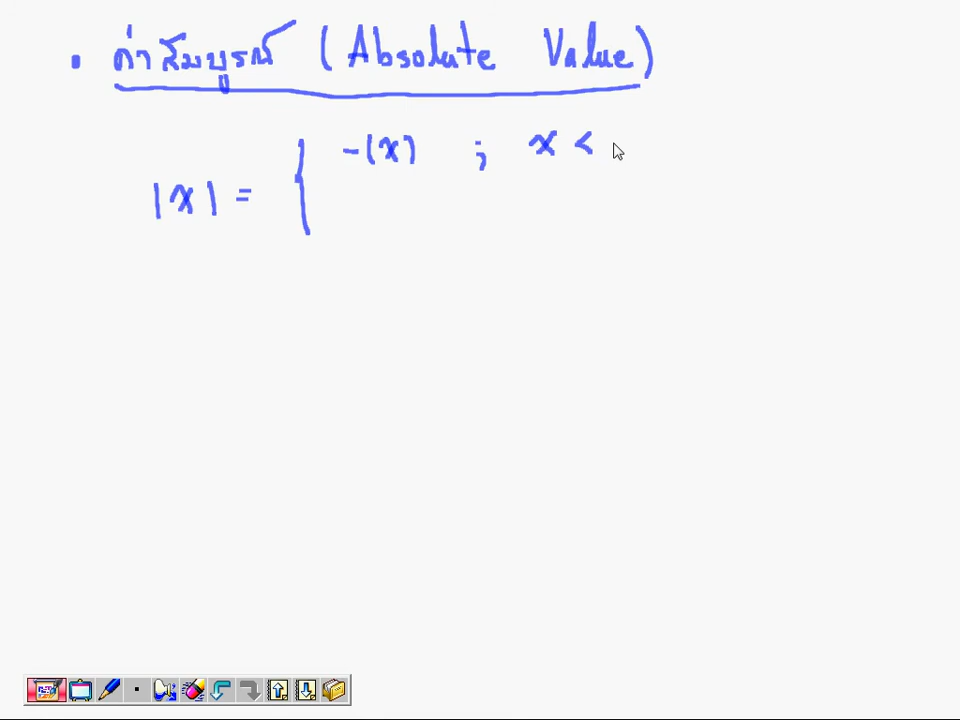 • ค่าสัมบูรณ์ (Absolute Value)
|x| = { -(x) ; x <